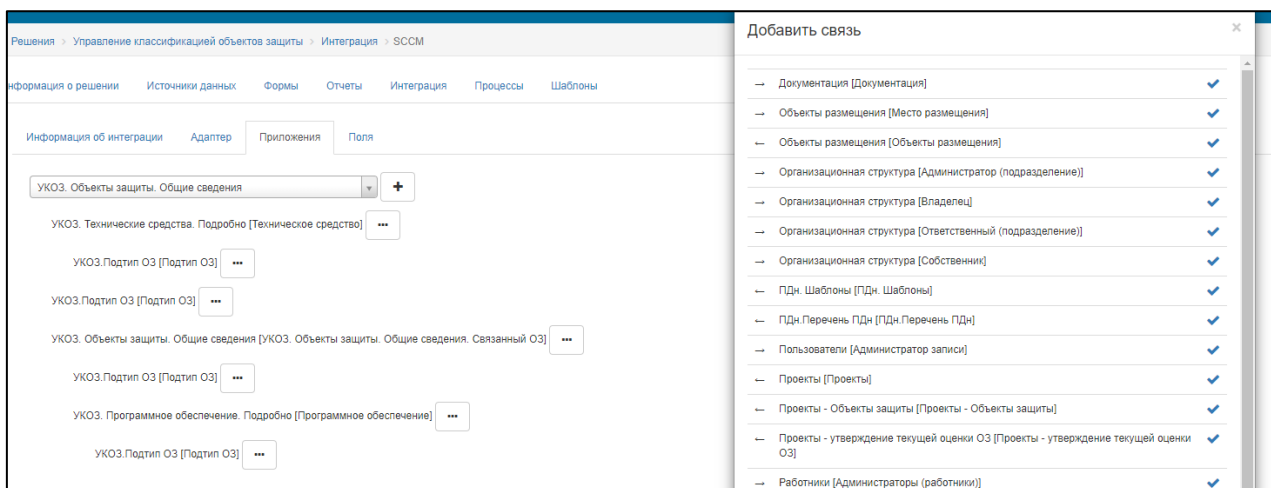 Решения > Управление классификацией объектов защиты > Интеграция > SCCM
нформация о решении Источники данных Формы Отчеты Интеграция Процессы Шаблоны
Информация об интеграции Адаптер Приложения Поля
УКОЗ. Объекты защиты. Общие сведения
УКОЗ. Технические средства. Подробно [Техническое средство]
УКОЗ.Подтип ОЗ [Подтип ОЗ]
УКОЗ.Подтип ОЗ [Подтип ОЗ]
УКОЗ. Объекты защиты. Общие сведения [УКОЗ. Объекты защиты. Общие сведения. Связанный ОЗ]
УКОЗ.Подтип ОЗ [Подтип ОЗ]
УКОЗ. Программное обеспечение. Подробно [Программное обеспечение]
УКОЗ.Подтип ОЗ [Подтип ОЗ]
Добавить связь
→ Документация [Документация]
→ Объекты размещения [Место размещения]
← Объекты размещения [Объекты размещения]
→ Организационная структура [Администратор (подразделение)]
→ Организационная структура [Владелец]
→ Организационная структура [Ответственный (подразделение)]
→ Организационная структура [Собственник]
← ПДн. Шаблоны [ПДн. Шаблоны]
← ПДн.Перечень ПДн [ПДн.Перечень ПДн]
→ Пользователи [Администратор записи]
← Проекты [Проекты]
← Проекты - Объекты защиты [Проекты - Объекты защиты]
← Проекты - утверждение текущей оценки ОЗ [Проекты - утверждение текущей оценки
ОЗ]
→ Работники [Администраторы (работники)]